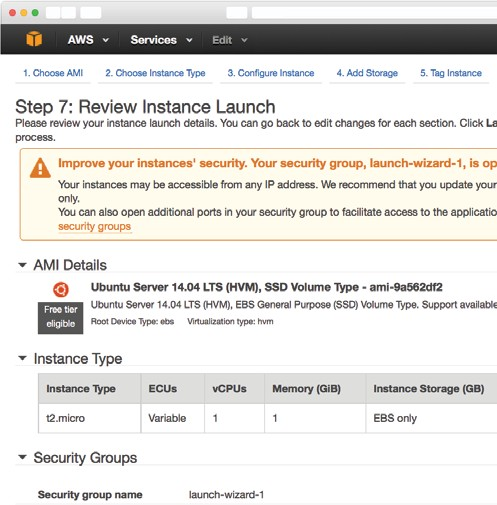 AWS Services Edit
1. Choose AMI 2. Choose Instance Type 3. Configure Instance 4. Add Storage 5. Tag Instance
Step 7: Review Instance Launch
Please review your instance launch details. You can go back to edit changes for each section. Click La
process.
Improve your instances' security. Your security group, launch-wizard-1, is op
Your instances may be accessible from any IP address. We recommend that you update your
only.
You can also open additional ports in your security group to facilitate access to the applicatio
security groups
AMI Details
Ubuntu Server 14.04 LTS (HVM), SSD Volume Type - ami-9a562df2
Free tier
eligible
Ubuntu Server 14.04 LTS (HVM), EBS General Purpose (SSD) Volume Type. Support available
Root Device Type: ebs Virtualization type: hvm
Instance Type
Instance Type ECUs vCPUs Memory (GiB) Instance Storage (GB)
t2.micro Variable 1 1 EBS only
Security Groups
Security group name launch-wizard-1